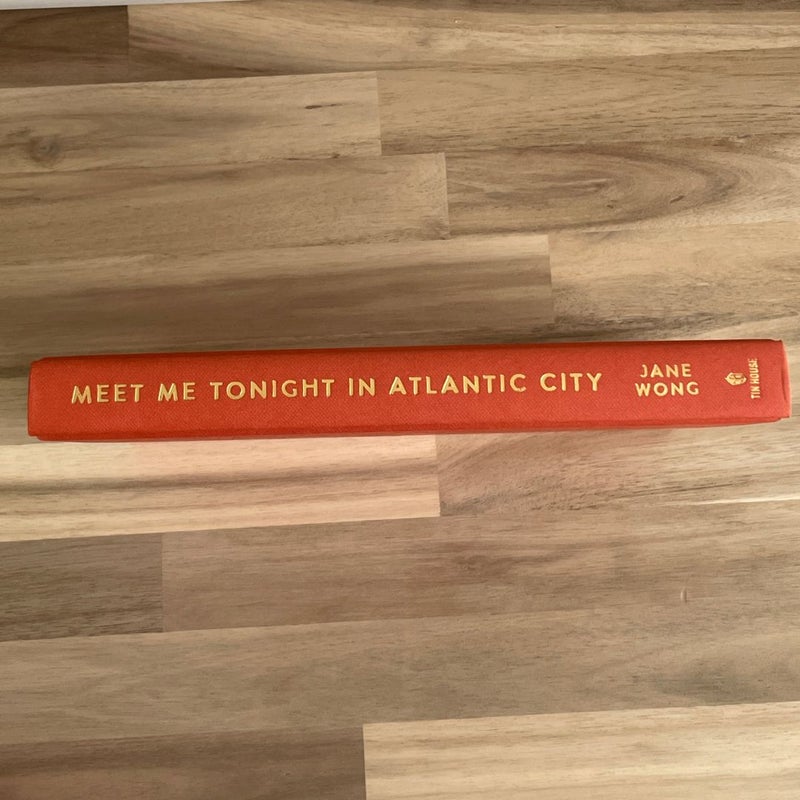 MEET ME TONIGHT IN ATLANTIC CITY
JANE
WONG
TIN HOUSE